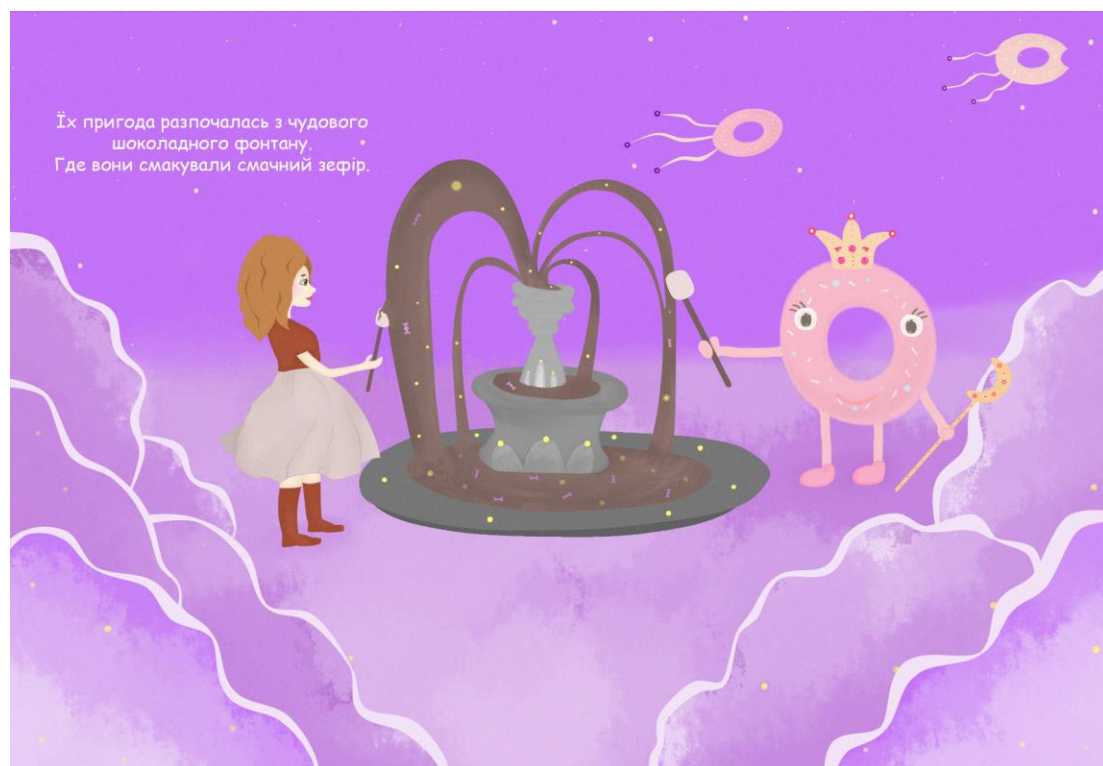 Їх пригода разпочалась з чудового
шоколадного фонтану.
Где вони смакували смачний зефір.